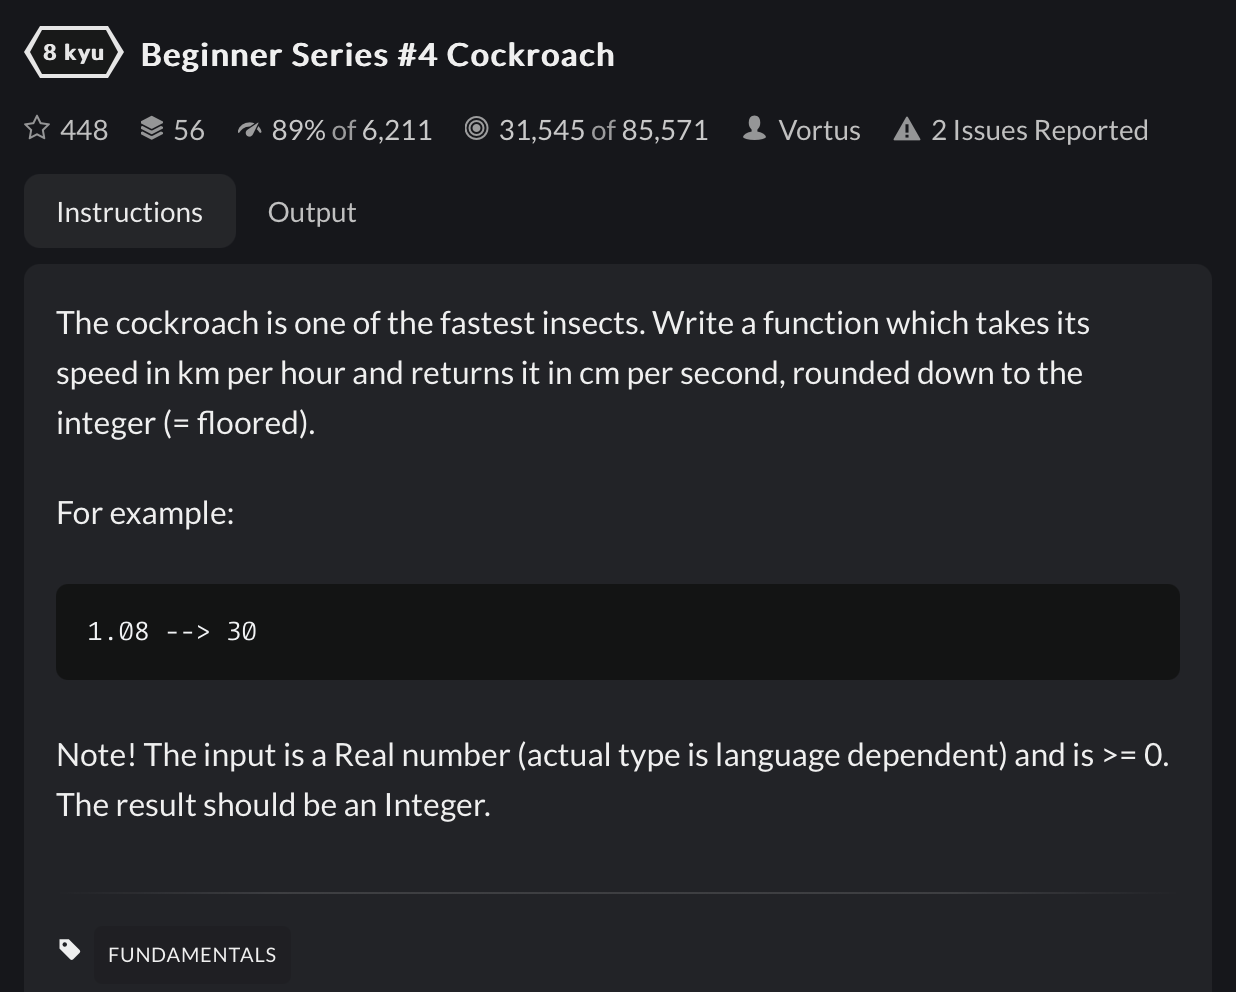 8 kyu Beginner Series #4 Cockroach
448 56 89% of 6,211 31,545 of 85,571 Vortus 2 Issues Reported
Instructions Output
The cockroach is one of the fastest insects. Write a function which takes its
speed in km per hour and returns it in cm per second, rounded down to the
integer (= floored).
For example:
1.08 --> 30
Note! The input is a Real number (actual type is language dependent) and is >= 0.
The result should be an Integer.
FUNDAMENTALS